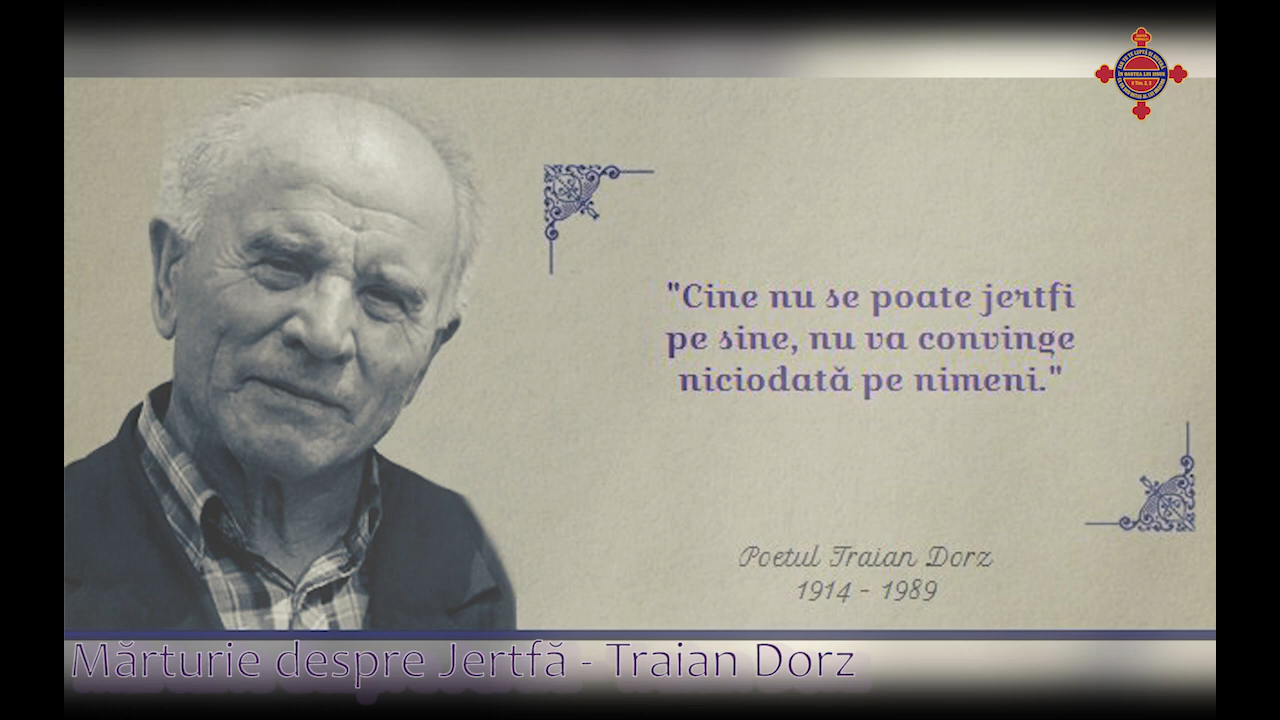 "Cine nu se poate jertfi
pe sine, nu va convinge
niciodată pe nimeni."
Poetul Traian Dorz
1914 - 1989
Mărturie despre Jertfă - Traian Dorz